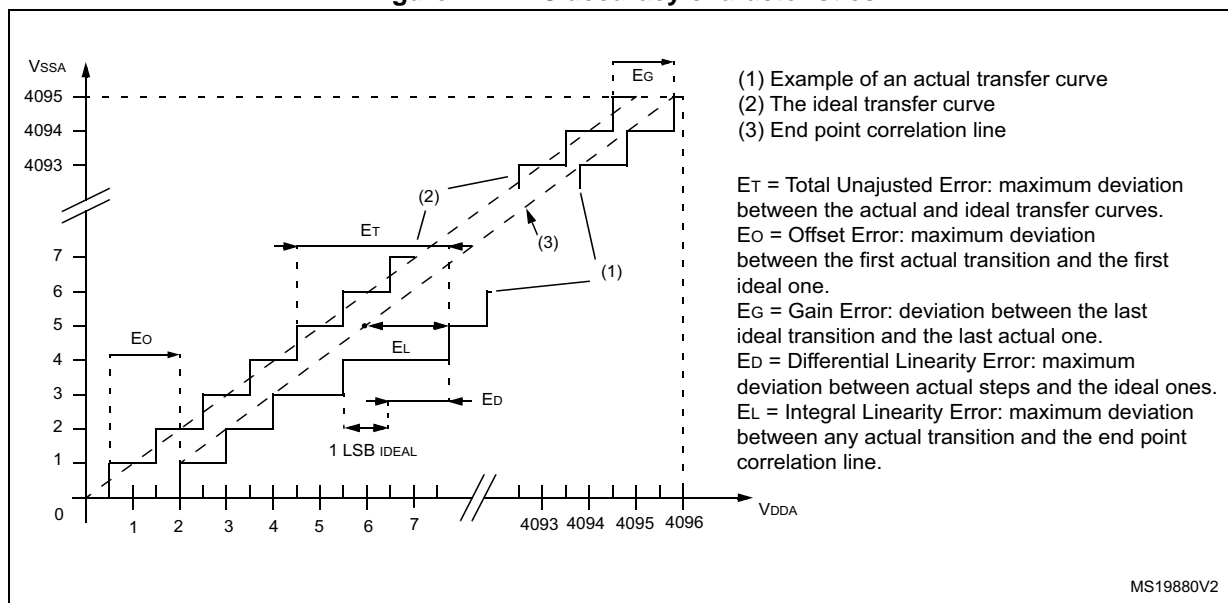 VSSA
4095
4094
4093
7
6
5
4
3
2
1
0
1 2 3 4 5 6 7 4093 4094 4095 4096
VDDA
EG
(2)
ET
(3)
(1)
EO
EL
ED
1 LSB IDEAL
(1) Example of an actual transfer curve
(2) The ideal transfer curve
(3) End point correlation line
ET = Total Unajusted Error: maximum deviation
between the actual and ideal transfer curves.
EO = Offset Error: maximum deviation
between the first actual transition and the first
ideal one.
EG = Gain Error: deviation between the last
ideal transition and the last actual one.
ED = Differential Linearity Error: maximum
deviation between actual steps and the ideal ones.
EL = Integral Linearity Error: maximum deviation
between any actual transition and the end point
correlation line.
MS19880V2